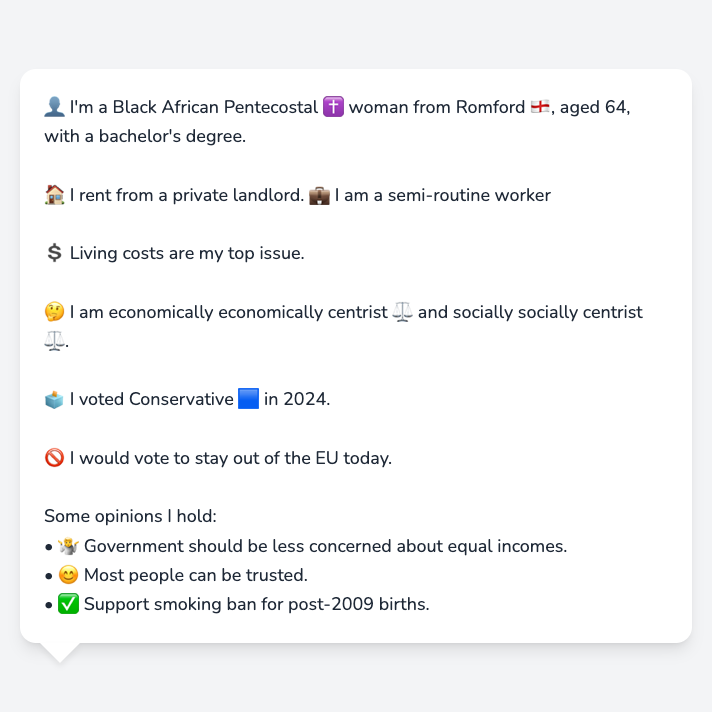 👤 I'm a Black African Pentecostal ✝️ woman from Romford 🏴󠁧󠁢󠁥󠁮󠁧󠁿, aged 64,
with a bachelor's degree.
🏠 I rent from a private landlord. 💼 I am a semi-routine worker
💲 Living costs are my top issue.
🤔 I am economically economically centrist ⚖️ and socially socially centrist
⚖️.
🗳️ I voted Conservative 🟦 in 2024.
🚫 I would vote to stay out of the EU today.
Some opinions I hold:
• 🤷 Government should be less concerned about equal incomes.
• 😊 Most people can be trusted.
• ✅ Support smoking ban for post-2009 births.